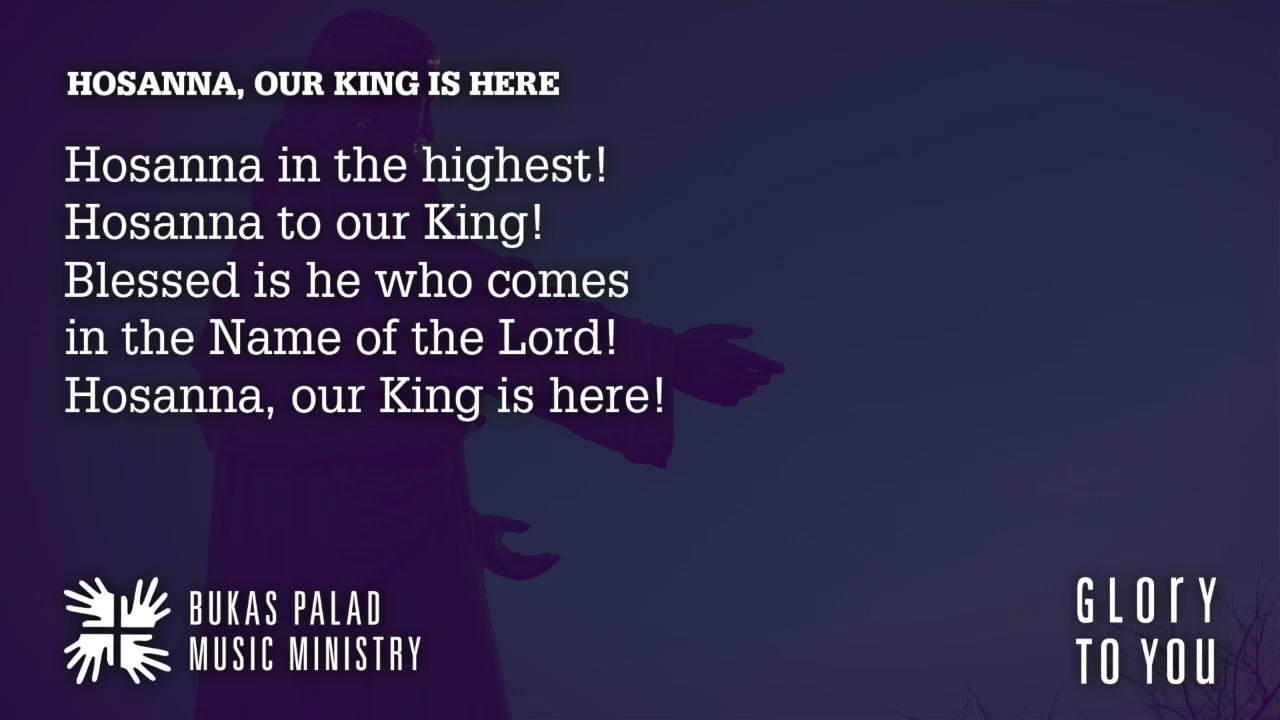 HOSANNA, OUR KING IS HERE
Hosanna in the highest!
Hosanna to our King!
Blessed is he who comes
in the Name of the Lord!
Hosanna, our King is here!
BUKAS PALAD
MUSIC MINISTRY
GLORY
TO YOU